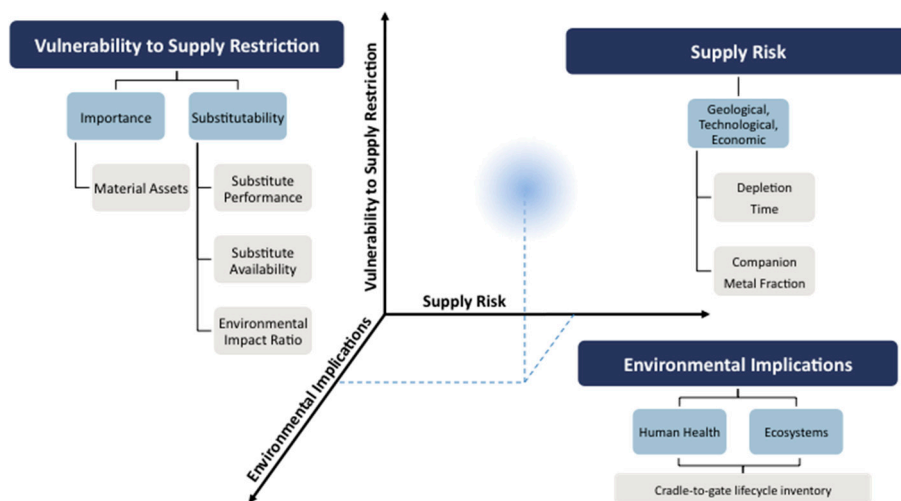 Vulnerability to Supply Restriction
Importance
Substitutability
Material Assets
Substitute
Performance
Substitute
Availability
Environmental
Impact Ratio
Vulnerability to Supply Restriction
Supply Risk
Environmental Implications
Supply Risk
Geological,
Technological,
Economic
Depletion
Time
Companion
Metal Fraction
Environmental Implications
Human Health
Ecosystems
Cradle-to-gate lifecycle inventory